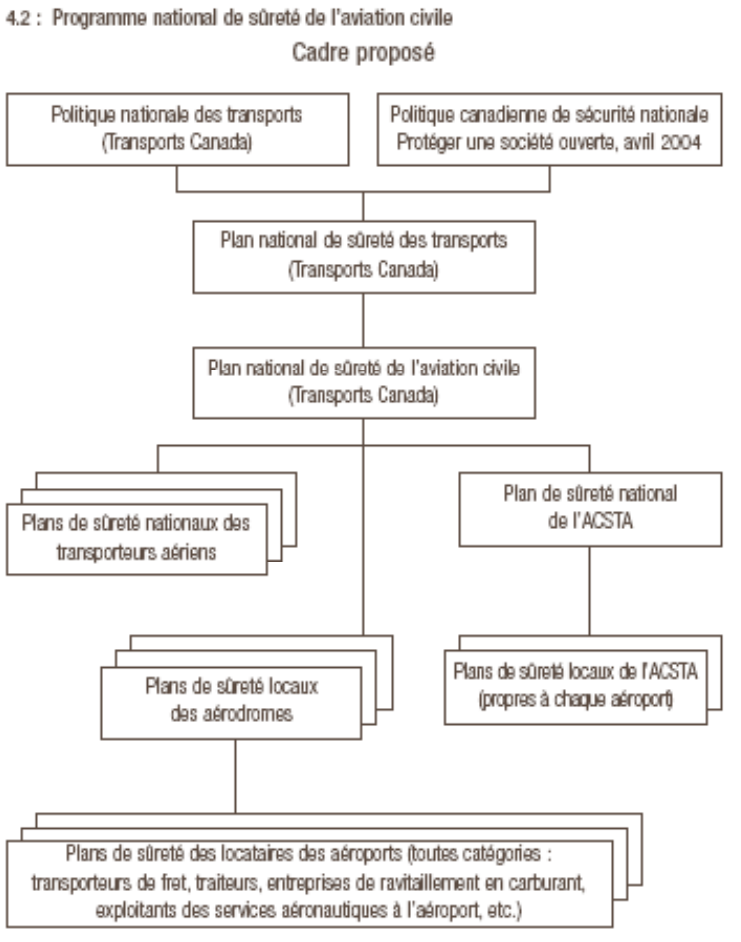 4.2 : Programme national de sûreté de l'aviation civile
Cadre proposé
Politique nationale des transports
(Transports Canada)
Politique canadienne de sécurité nationale
Protéger une société ouverte, avril 2004
Plan national de sûreté des transports
(Transports Canada)
Plan national de sûreté de l'aviation civile
(Transports Canada)
Plans de sûreté nationaux des
transporteurs aériens
Plan de sûreté national
de l'ACSTA
Plans de sûreté locaux
des aérodromes
Plans de sûreté locaux de l'ACSTA
(propres à chaque aéroport)
Plans de sûreté des locataires des aéroports (toutes catégories :
transporteurs de fret, traiteurs, entreprises de ravitaillement en carburant,
exploitants des services aéronautiques à l'aéroport, etc.)